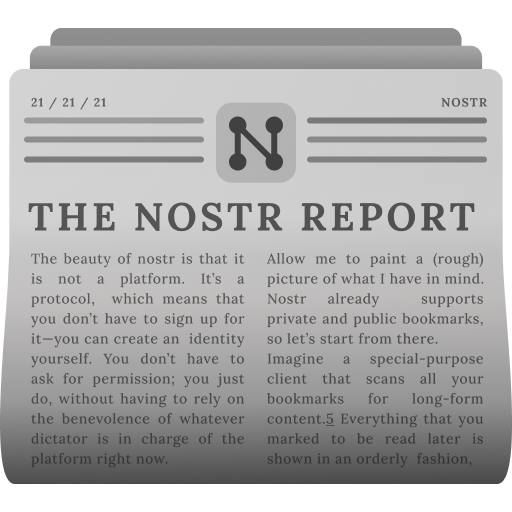 21 / 21 / 21
NOSTR
N
THE NOSTR REPORT
The beauty of nostr is that it
is not a platform. It's a
protocol, which means that
you don't have to sign up for
it—you can create an identity
yourself. You don't have to
ask for permission; you just
do, without having to rely on
the benevolence of whatever
dictator is in charge of the
platform right now.
Allow me to paint a (rough)
picture of what I have in mind.
Nostr already supports
private and public bookmarks,
so let's start from there.
Imagine a special-purpose
client that scans all your
bookmarks for long-form
content.5 Everything that you
marked to be read later is
shown in an orderly fashion,